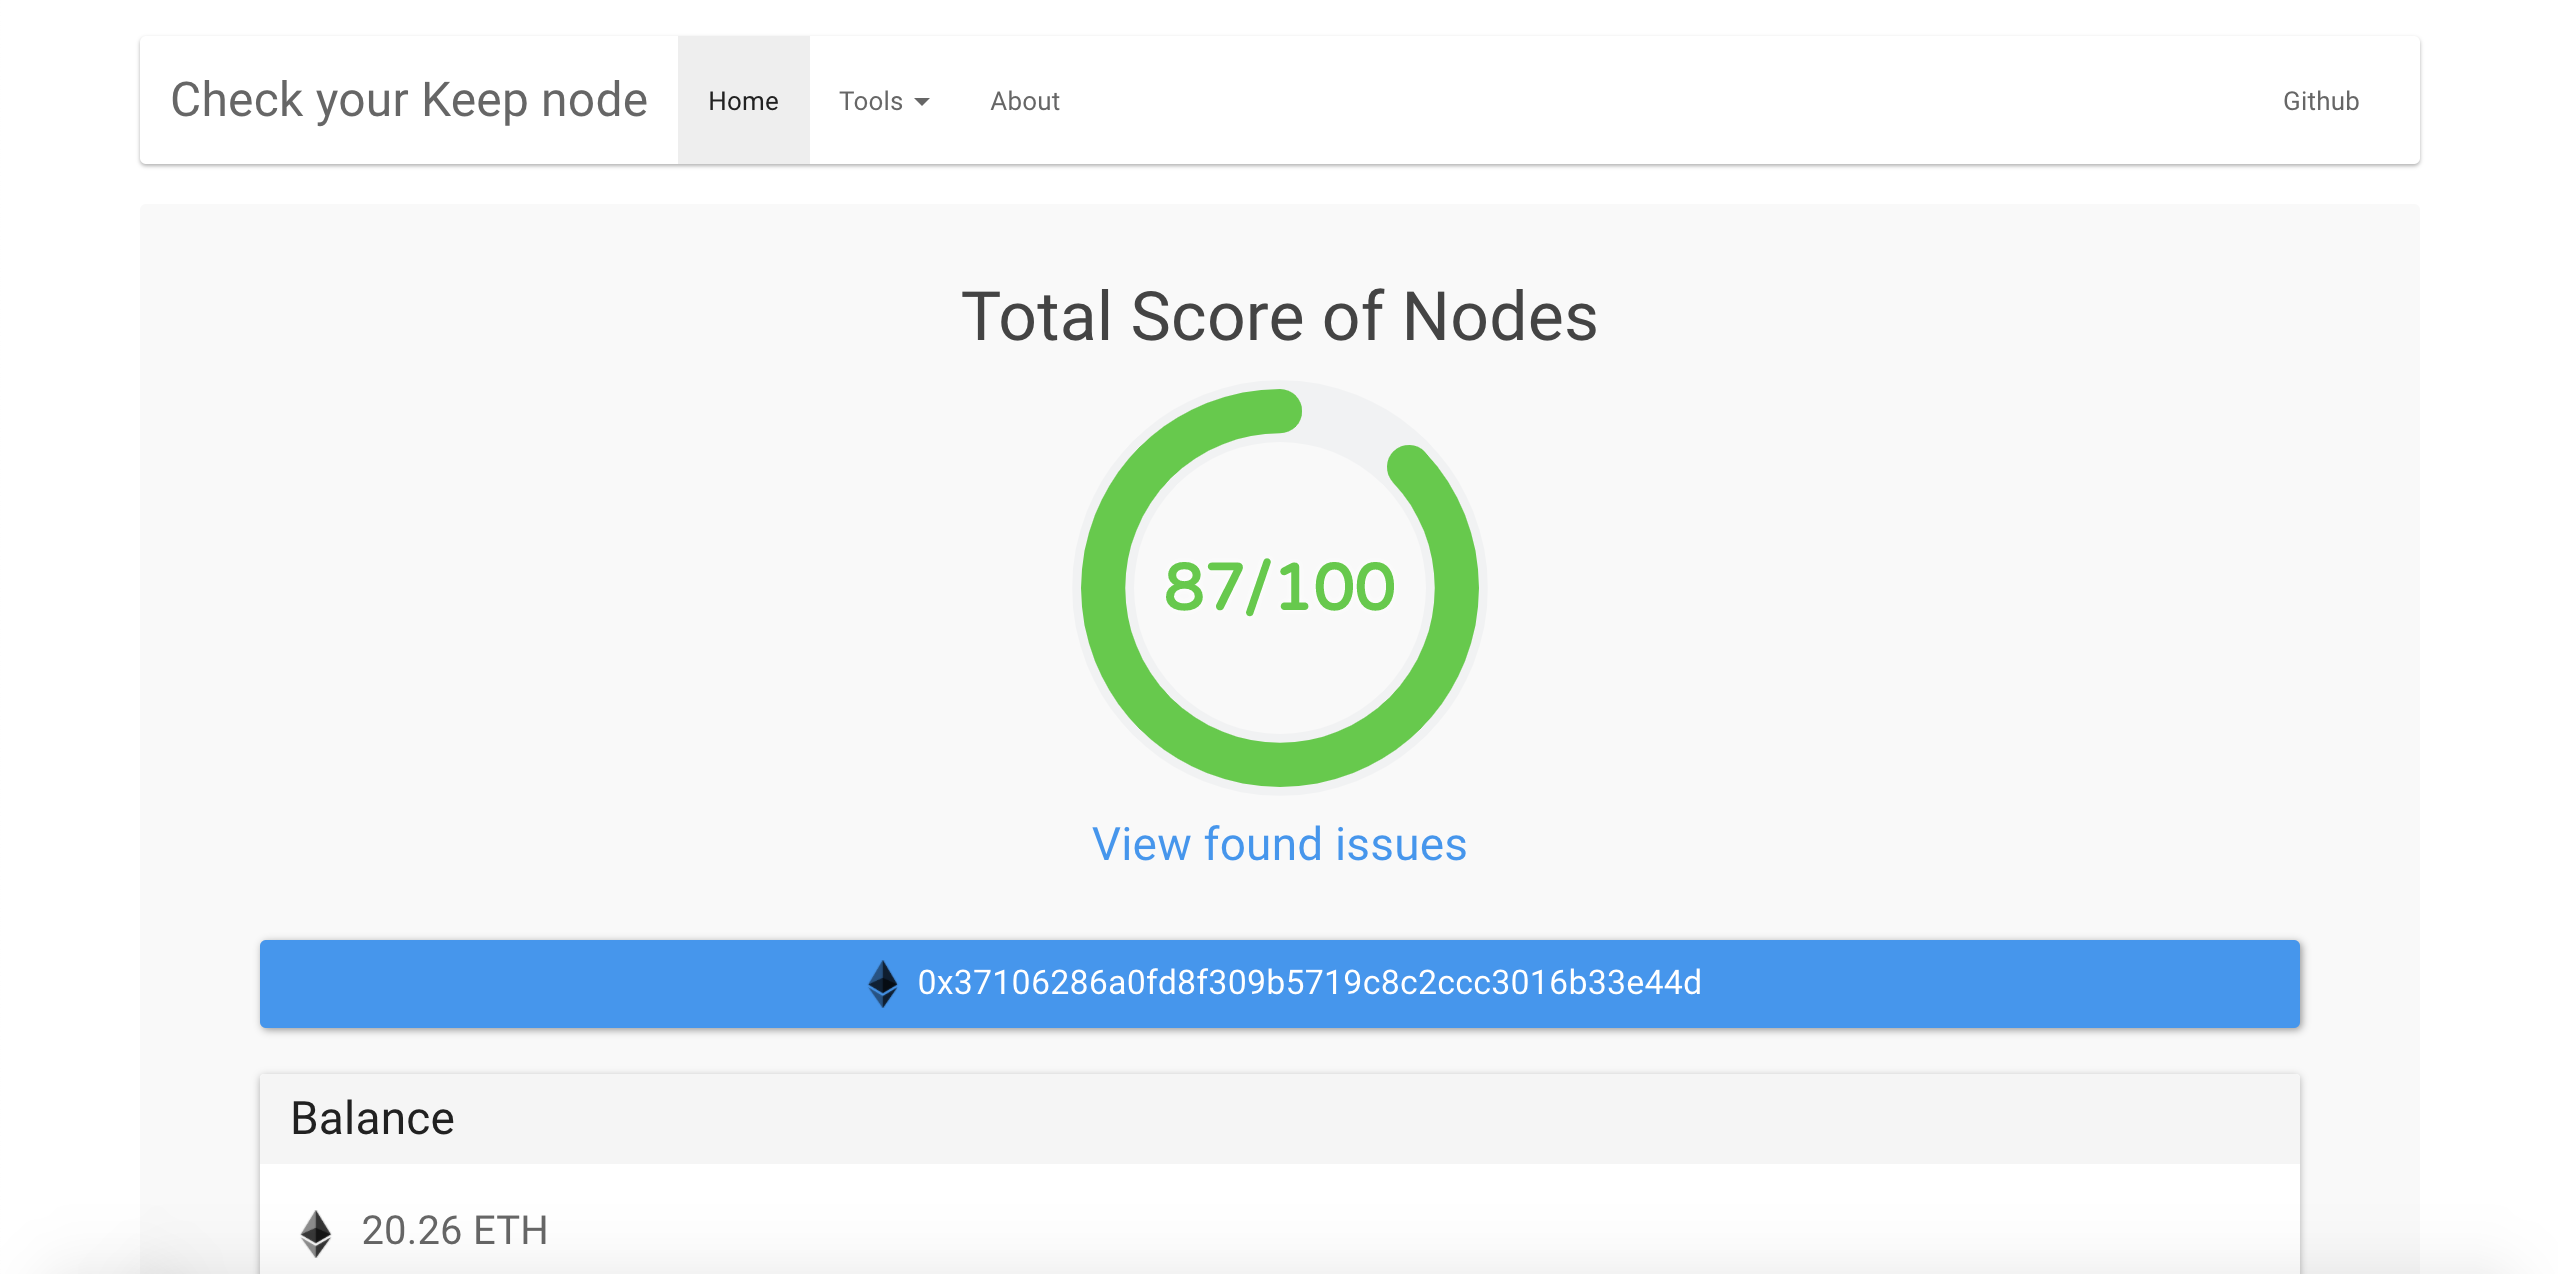 Check your Keep node
Home
Tools
About
Github
Total Score of Nodes
87/100
View found issues
0x37106286a0fd8f309b5719c8c2ccc3016b33e44d
Balance
20.26 ETH